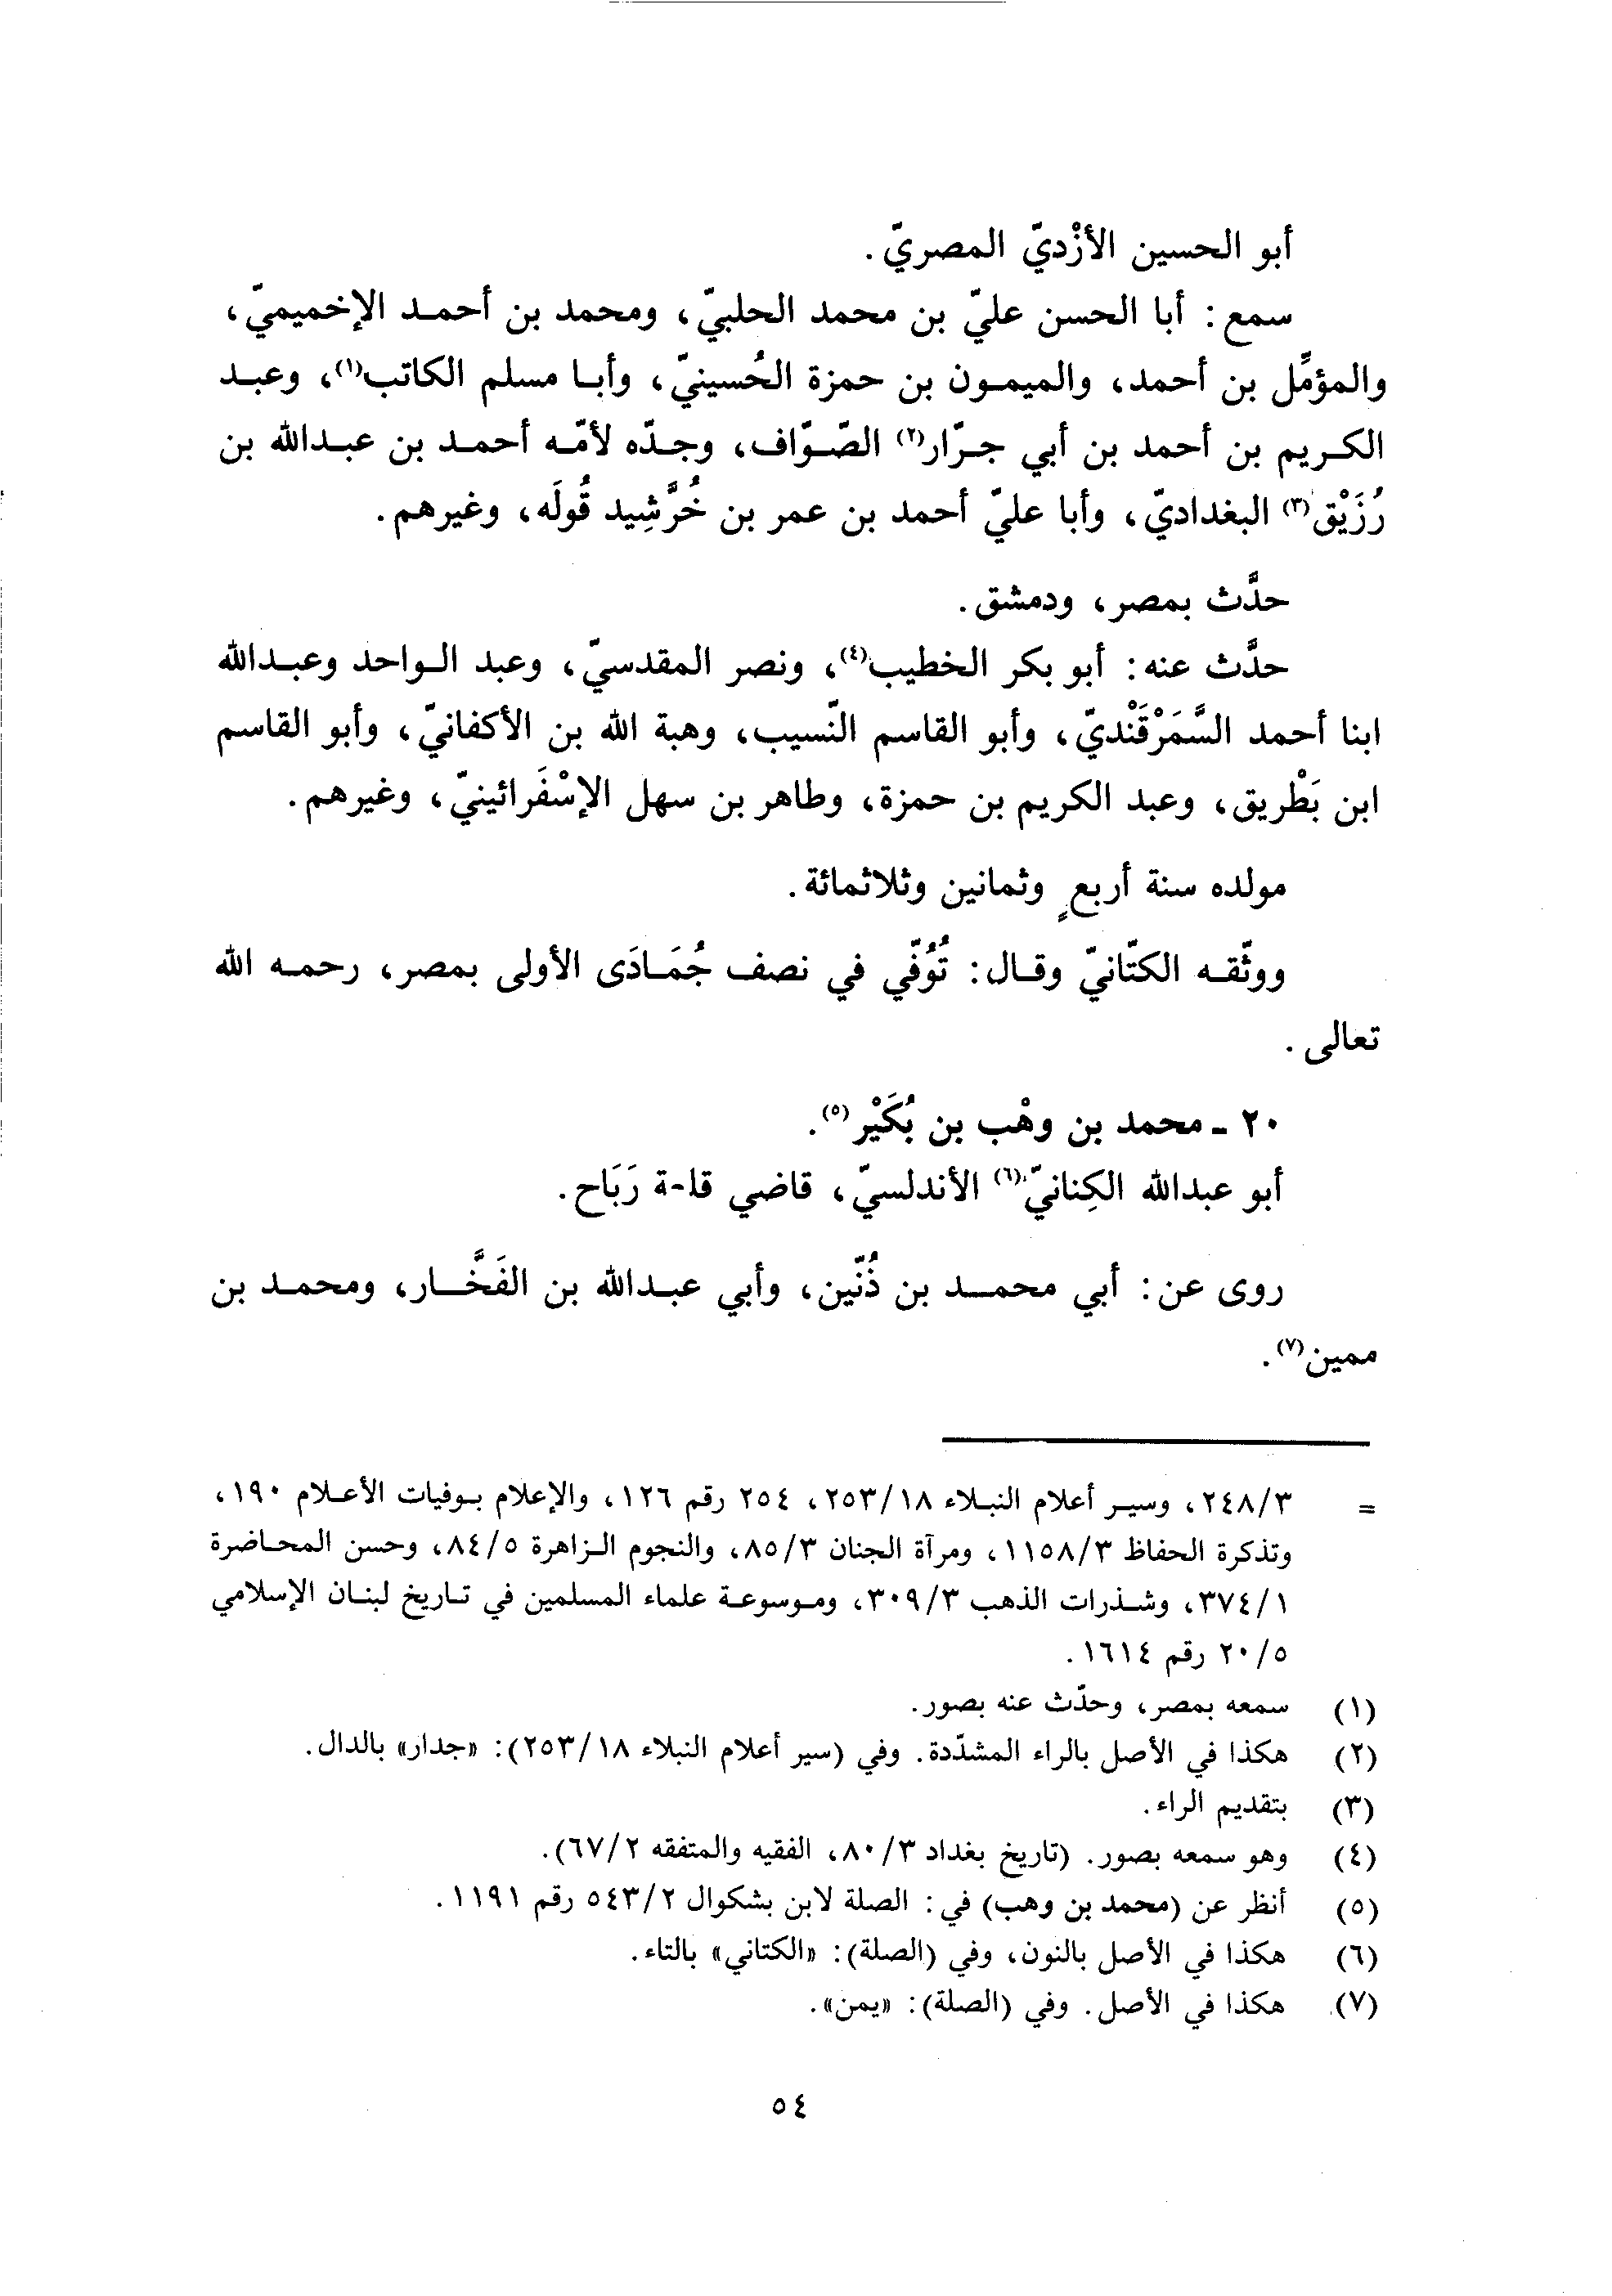 أبو الحسين الأزْديّ المصريّ.
سمع: أبا الحسن عليّ بن محمد الحلبيّ، ومحمد بن أحمد الإخميميّ،
والمؤمَّل بن أحمد، والميمون بن حمزة الحُسينيّ، وأبا مسلم الكاتب(١)، وعبد
الكريم بن أحمد بن أبي جرّار(٢) الصّوّاف، وجدّه لأمّه أحمد بن عبدالله بن
رُزَيْق(٣) البغداديّ، وأبا عليّ أحمد بن عمر بن خُرَّشِيد قُولَه، وغيرهم.
حدَّث بمصر، ودمشق.
حدَّث عنه: أبو بكر الخطيب(٤)، ونصر المقدسيّ، وعبد الواحد وعبدالله
ابنا أحمد السَّمَرْقَنْديّ، وأبو القاسم النّسيب، وهبة الله بن الأكفانيّ، وأبو القاسم
ابن بَطْريق، وعبد الكريم بن حمزة، وطاهر بن سهل الإسْفَرائينيّ، وغيرهم.
مولده سنة أربعٍ وثمانين وثلاثمائة.
ووثّقه الكتّانيّ وقال: تُوُفّي في نصف جُمَادَى الأولى بمصر، رحمه الله
تعالى.
٢٠ - محمد بن وهْب بن بُكَيْر(٥).
أبو عبدالله الكِنانيّ(٦) الأندلسيّ، قاضي قلعة رَبَاح.
روى عن: أبي محمد بن ذُنّين، وأبي عبدالله بن الفَخَّار، ومحمد بن
ممين(٧).
= ٢٤٨/٣، وسير أعلام النبلاء ٢٥٣/١٨، ٢٥٤ رقم ١٢٦، والإعلام بوفيات الأعلام ١٩٠،
وتذكرة الحفاظ ١١٥٨/٣، ومرآة الجنان ٨٥/٣، والنجوم الزاهرة ٨٤/٥، وحسن المحاضرة
٣٧٤/١، وشذرات الذهب ٣٠٩/٣، وموسوعة علماء المسلمين في تاريخ لبنان الإسلامي
٢٠/٥ رقم ١٦١٤.
(١) سمعه بمصر، وحدّث عنه بصور.
(٢) هكذا في الأصل بالراء المشدّدة. وفي (سير أعلام النبلاء ٢٥٣/١٨): «جدار» بالدال.
(٣) بتقديم الراء.
(٤) وهو سمعه بصور. (تاريخ بغداد ٨٠/٣، الفقيه والمتفقه ٦٧/٢).
(٥) أنظر عن (محمد بن وهب) في: الصلة لابن بشكوال ٥٤٣/٢ رقم ١١٩١.
(٦) هكذا في الأصل بالنون، وفي (الصلة): «الكتاني» بالتاء.
(٧) هكذا في الأصل. وفي (الصلة): «يمن».
٥٤